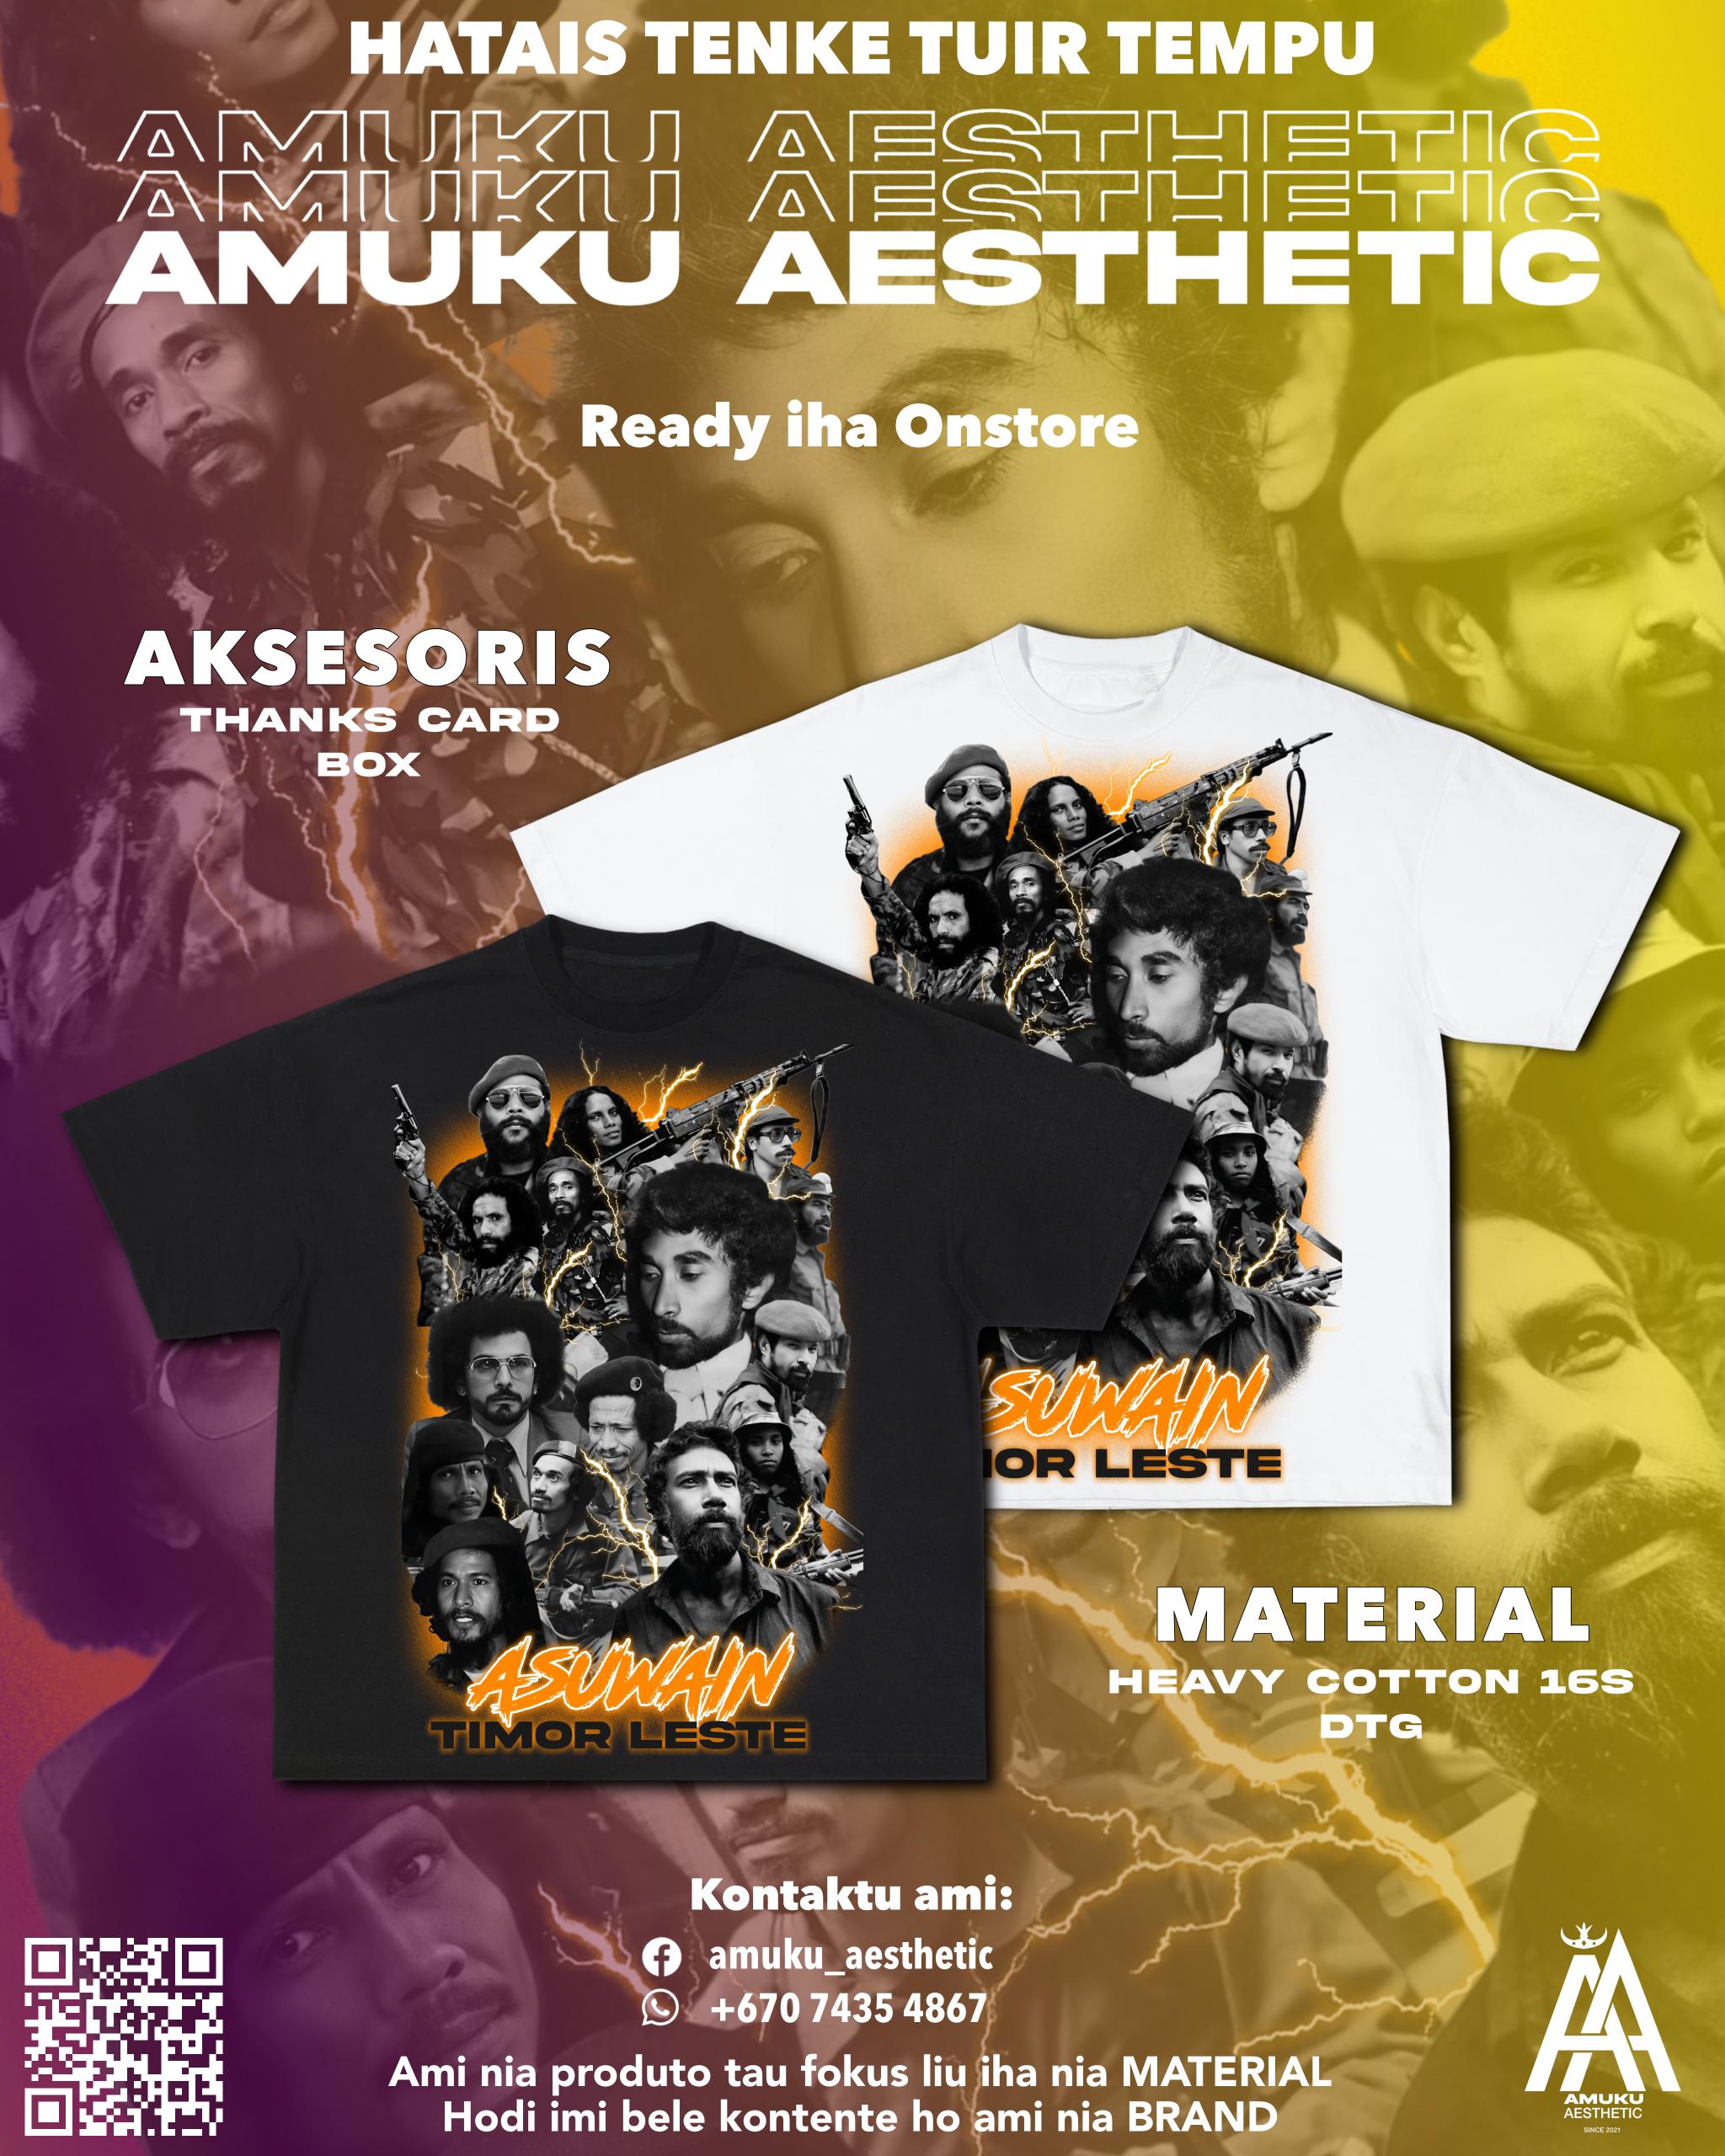 HATAIS TENKE TUIR TEMPU
AMUKU AESTHETIC
AMUKU AESTHETIC
AMUKU AESTHETIC
Ready iha Onstore
AKSESORIS
THANKS CARD
BOX
SUWAIN
OR LESTE
ASUWAIN
TIMOR LESTE
MATERIAL
HEAVY COTTON 16S
DTG
Kontaktu ami:
amuku_aesthetic
+670 7435 4867
Ami nia produto tau fokus liu iha nia MATERIAL
Hodi imi bele kontente ho ami nia BRAND
AMUKU
AESTHETIC
SINCE 2021